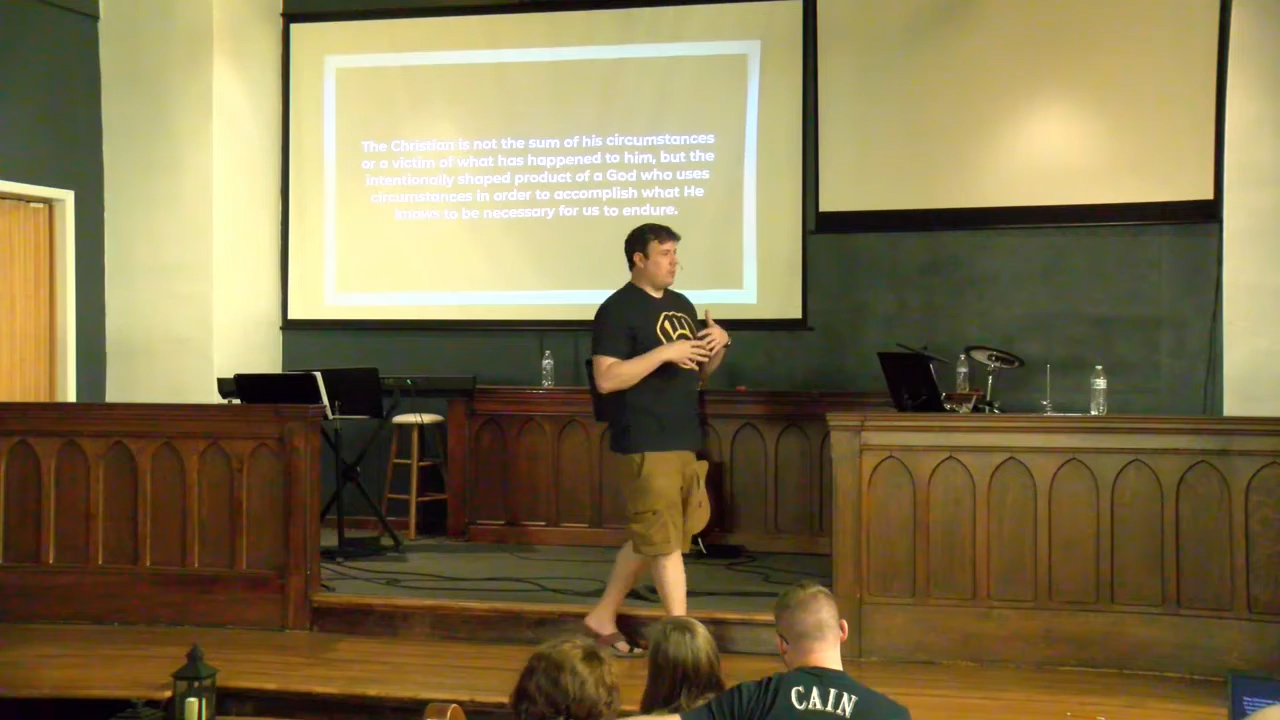 The Christian is not the sum of his circumstances
or a victim of what has happened to him, but the
intentionally shaped product of a God who uses
circumstances in order to accomplish what He
knows to be necessary for us to endure.
CAIN